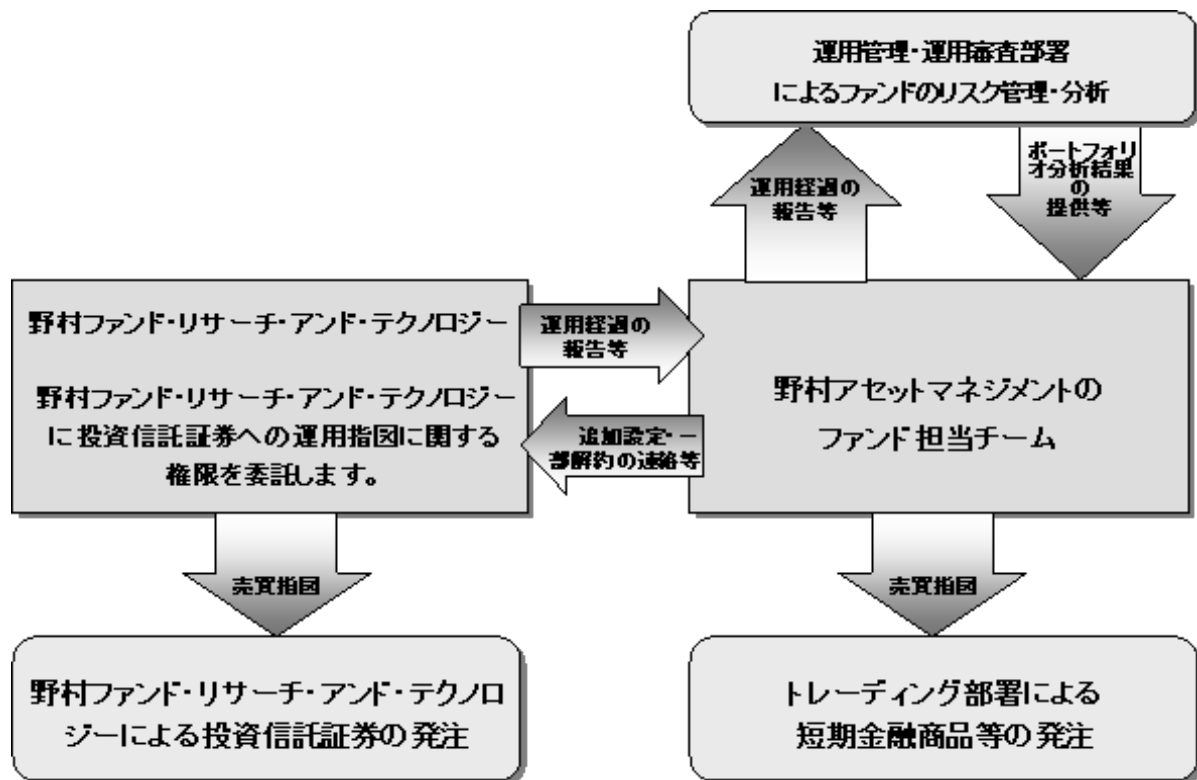 運用管理・運用審査部署
によるファンドのリスク管理・分析
運用経過の
報告等
ポートフォリ
オ分析結果
の
提供等
野村ファンド・リサーチ・アンド・テクノロジー
野村ファンド・リサーチ・アンド・テクノロジー
に投資信託証券への運用指図に関する
権限を委託します。
運用経過の
報告等
追加設定・一
部解約の連絡等
野村アセットマネジメントの
ファンド担当チーム
売買指図
売買指図
野村ファンド・リサーチ・アンド・テクノロ
ジーによる投資信託証券の発注
トレーディング部署による
短期金融商品等の発注